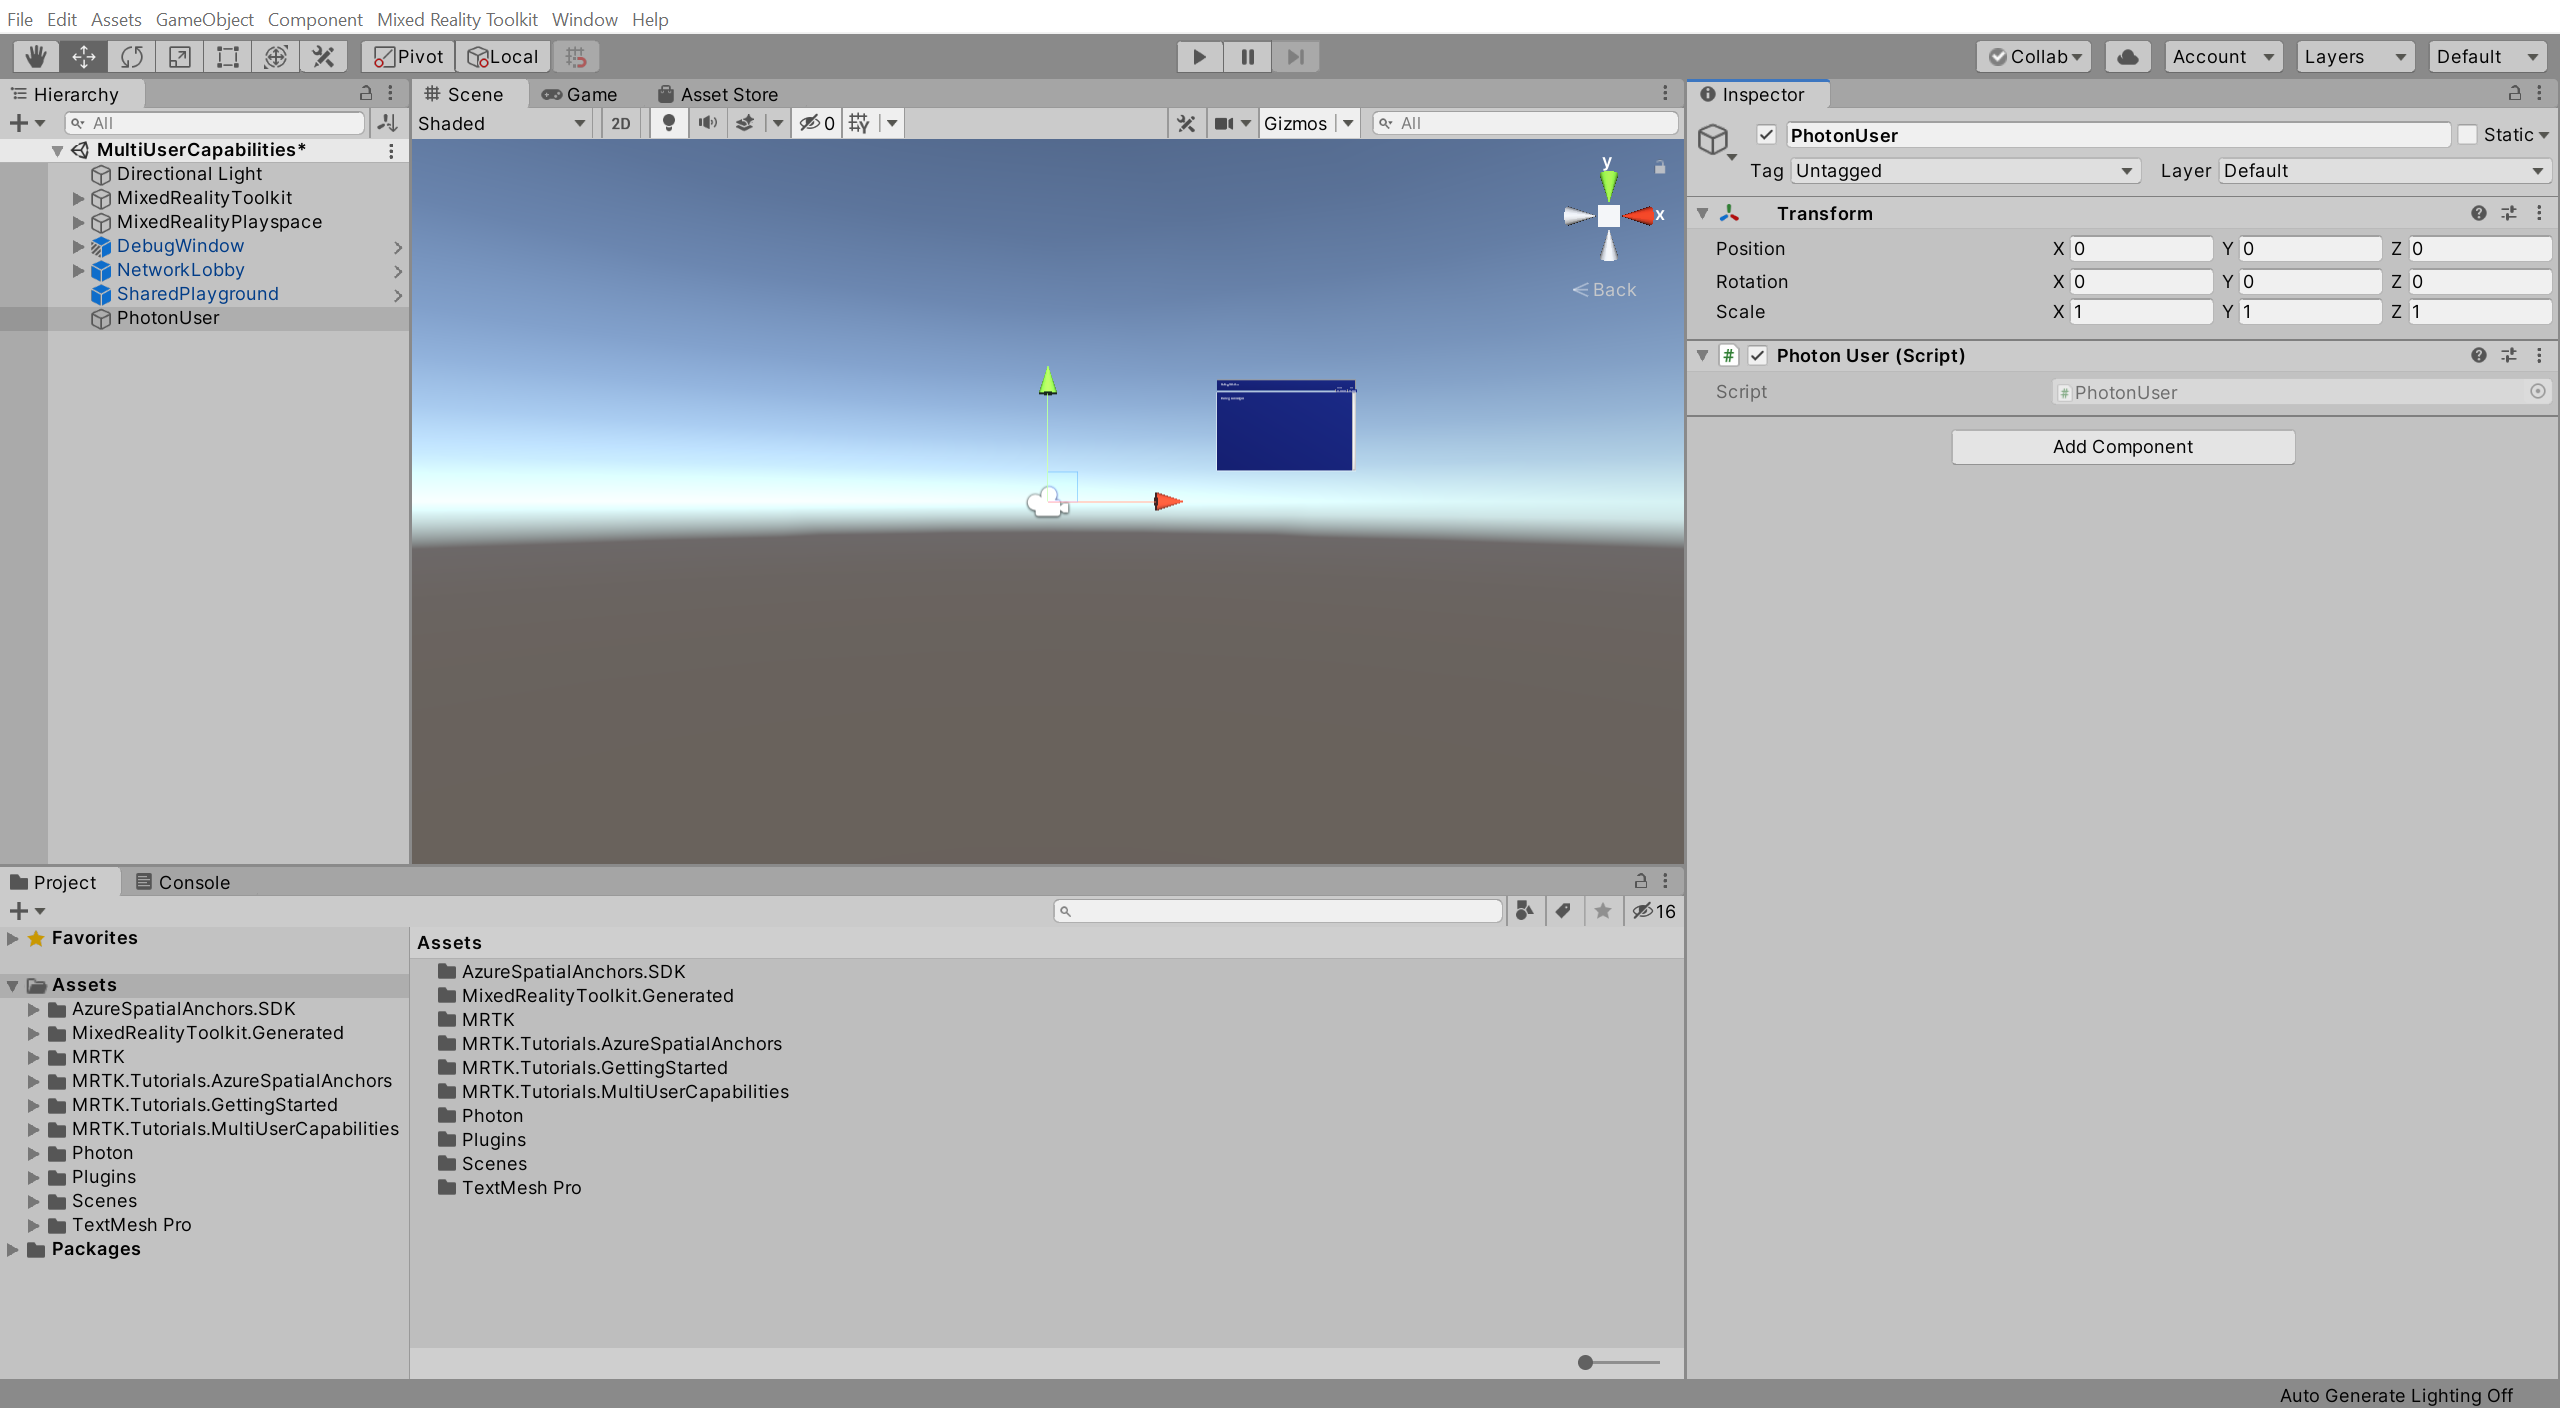 File Edit Assets GameObject Component Mixed Reality Toolkit Window Help
Pivot Local Collab Account Layers Default
Hierarchy
All
MultiUserCapabilities*
Directional Light
MixedRealityToolkit
MixedRealityPlayspace
DebugWindow
NetworkLobby
SharedPlayground
PhotonUser
Scene Game Asset Store
Shaded 2D 0 Gizmos All
y
x
Back
Inspector
PhotonUser Static
Tag Untagged Layer Default
Transform
Position X 0 Y 0 Z 0
Rotation X 0 Y 0 Z 0
Scale X 1 Y 1 Z 1
# Photon User (Script)
Script # PhotonUser
Add Component
Project Console
16
Favorites
Assets
AzureSpatialAnchors.SDK
MixedRealityToolkit.Generated
MRTK
MRTK.Tutorials.AzureSpatialAnchors
MRTK.Tutorials.GettingStarted
MRTK.Tutorials.MultiUserCapabilities
Photon
Plugins
Scenes
TextMesh Pro
Packages
Assets
AzureSpatialAnchors.SDK
MixedRealityToolkit.Generated
MRTK
MRTK.Tutorials.AzureSpatialAnchors
MRTK.Tutorials.GettingStarted
MRTK.Tutorials.MultiUserCapabilities
Photon
Plugins
Scenes
TextMesh Pro
Auto Generate Lighting Off